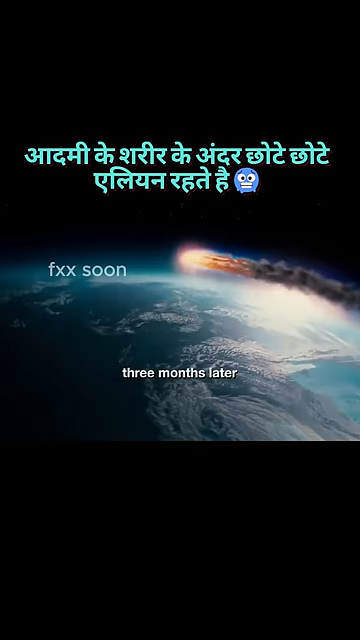 आदमी के शरीर के अंदर छोटे छोटे
एलियन रहते है 🥶
fxx soon
three months later